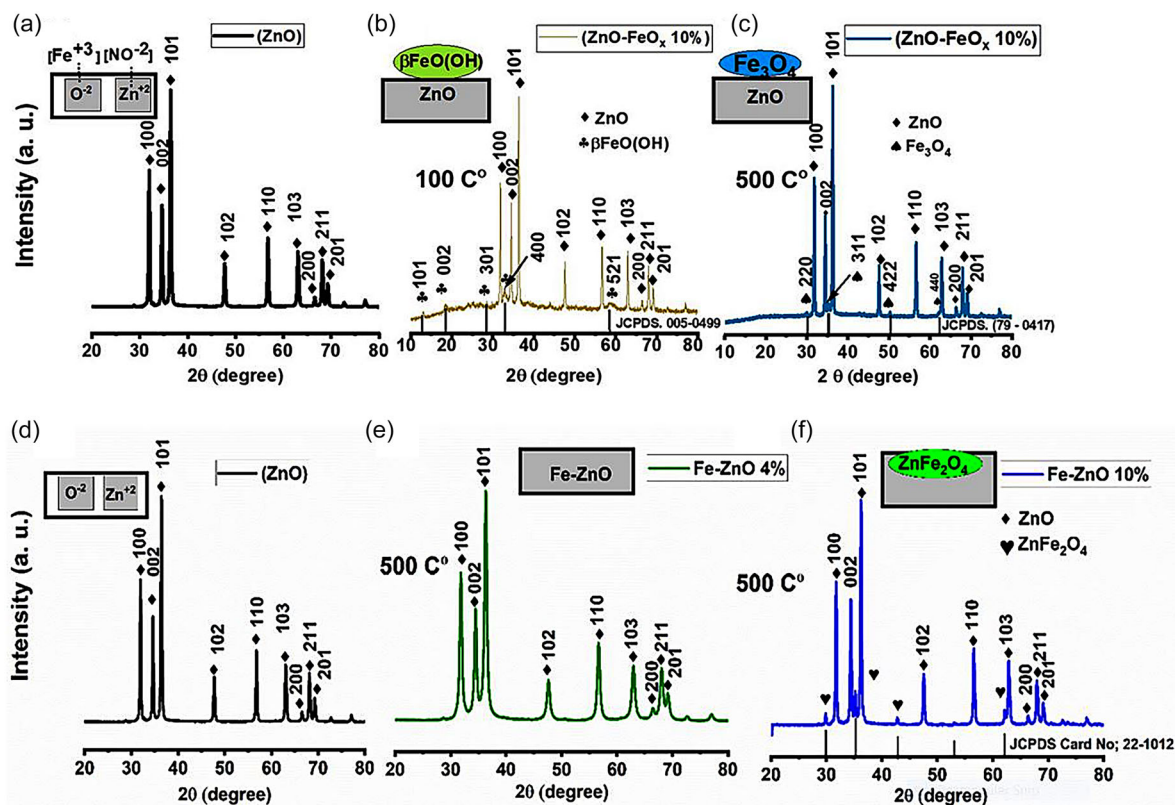 (a)
(ZnO)
[Fe+3] [NO-2]
O-2
Zn+2
100
002
101
102
110
103
200
211
201
Intensity (a. u.)
20 30 40 50 60 70 80
2θ (degree)
(b)
(ZnO-FeOx 10%)
βFeO(OH)
ZnO
♦ ZnO
♣ βFeO(OH)
100 Cº
101
002
301
100
002
101
400
102
110
521
103
200
211
201
JCPDS. 005-0499
10 20 30 40 50 60 70 80
2θ (degree)
(c)
(ZnO-FeOx 10%)
Fe3O4
ZnO
♦ ZnO
♠ Fe3O4
500 Cº
220
100
002
101
311
102
422
110
440
103
200
211
201
JCPDS. (79 - 0417)
10 20 30 40 50 60 70 80
2 θ (degree)
(d)
(ZnO)
O-2
Zn+2
100
002
101
102
110
103
200
211
201
Intensity (a. u.)
20 30 40 50 60 70 80
2θ (degree)
(e)
Fe-ZnO
Fe-ZnO 4%
500 Cº
100
002
101
102
110
103
200
211
201
20 30 40 50 60 70 80
2θ (degree)
(f)
ZnFe2O4
Fe-ZnO 10%
♦ ZnO
♥ ZnFe2O4
500 Cº
100
002
101
102
110
103
200
211
201
JCPDS Card No; 22-1012
20 30 40 50 60 70 80
2θ (degree)